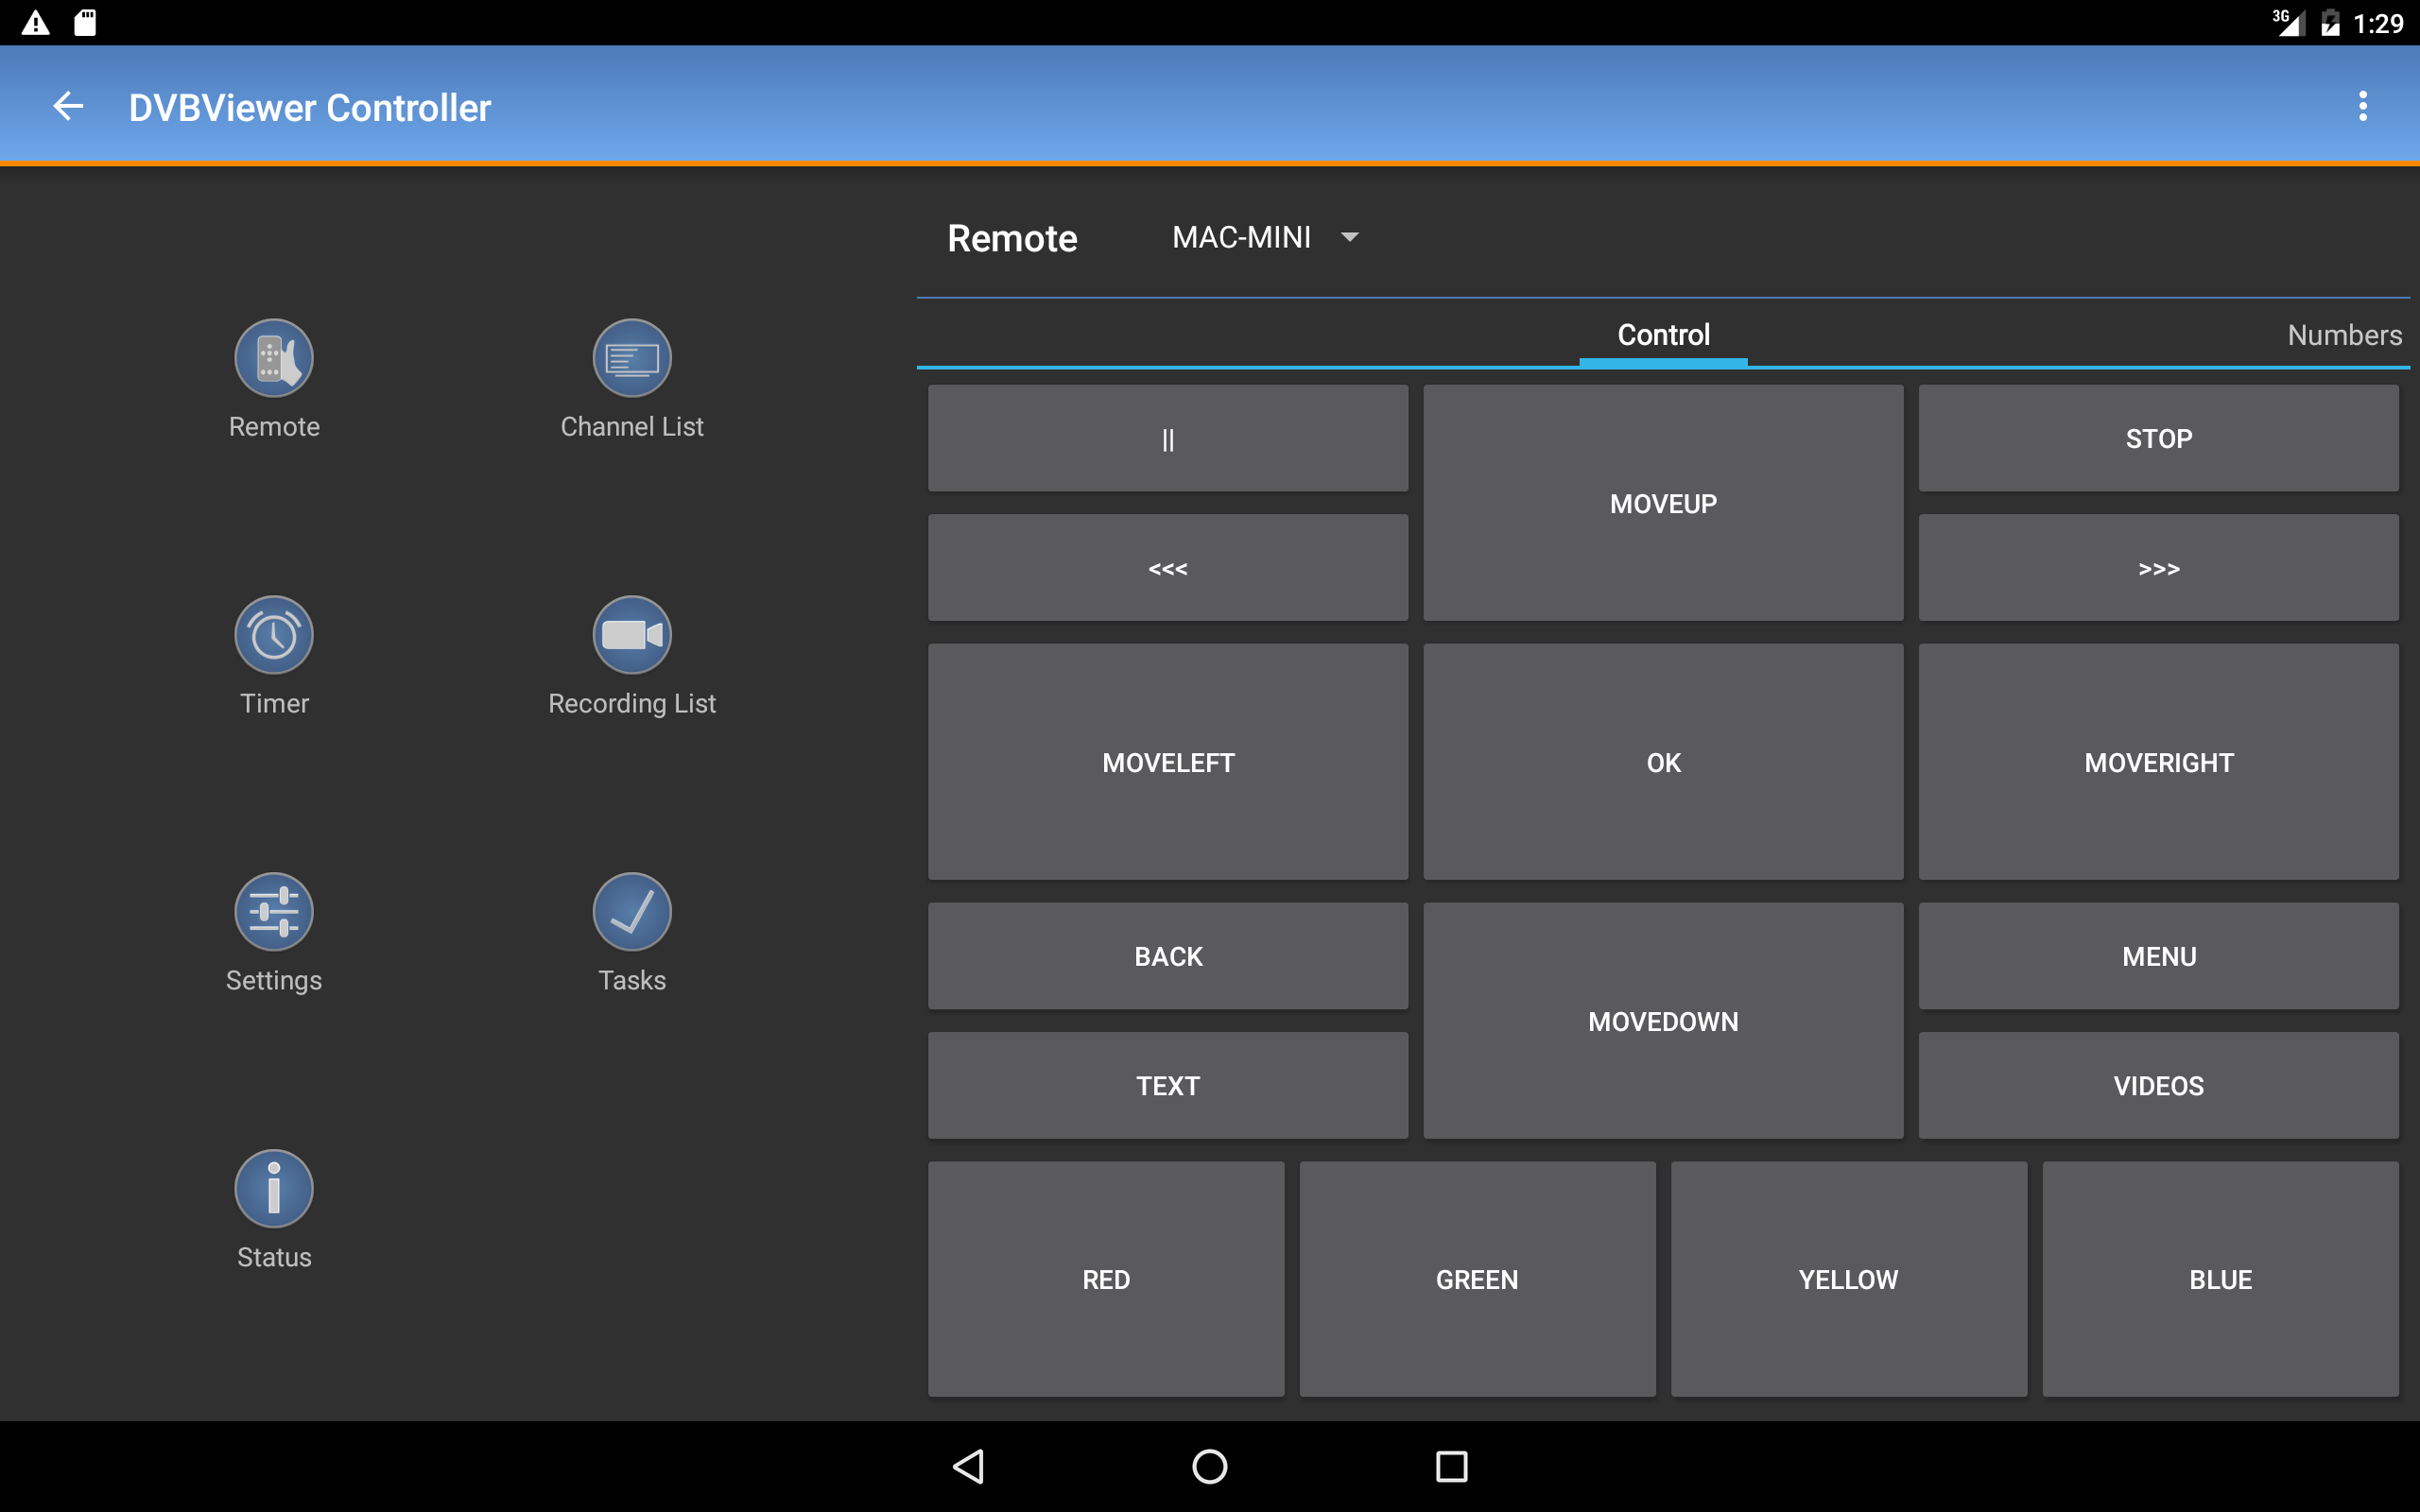 3G 1:29
DVBViewer Controller
Remote MAC-MINI
Control Numbers
Remote Channel List
Timer Recording List
Settings Tasks
Status
|| MOVEUP STOP
<<< >>>
MOVELEFT OK MOVERIGHT
BACK MOVEDOWN MENU
TEXT VIDEOS
RED GREEN YELLOW BLUE